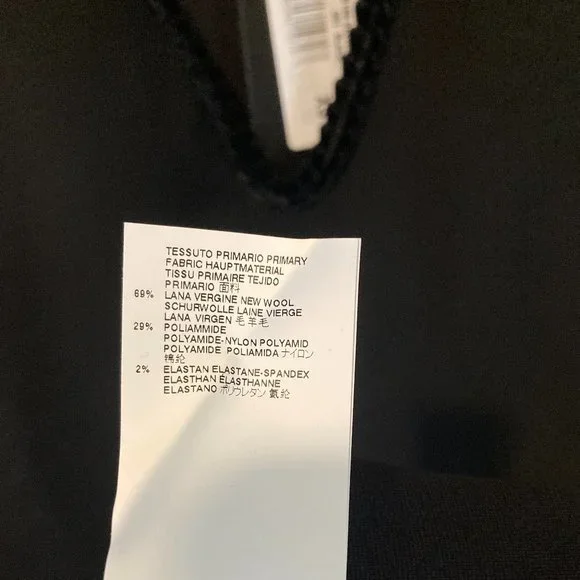 TESSUTO PRIMARIO PRIMARY
FABRIC HAUPTMATERIAL
TISSU PRIMAIRE TEJIDO
PRIMARIO 面料
69% LANA VERGINE NEW WOOL
SCHURWOLLE LAINE VIERGE
LANA VIRGEN 毛羊毛
29% POLIAMMIDE
POLYAMIDE-NYLON POLYAMID
POLYAMIDE POLIAMIDA ナイロン
锦纶
2% ELASTAN ELASTANE-SPANDEX
ELASTHAN ÉLASTHANNE
ELASTANO ポリウレタン 氨纶